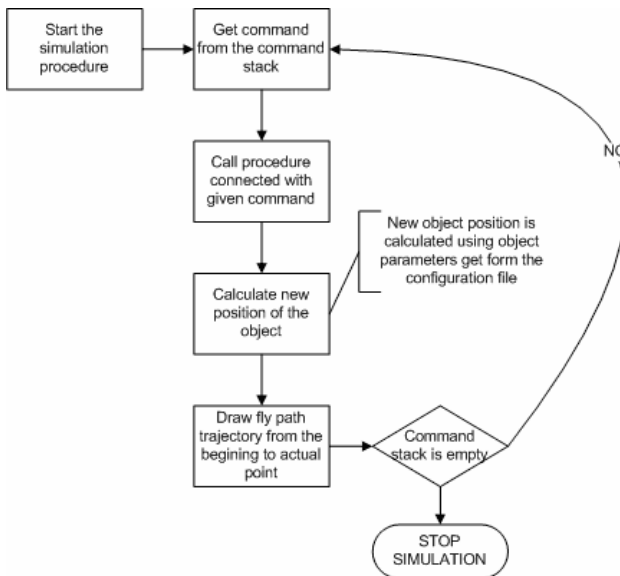 Start the
simulation
procedure
Get command
from the command
stack
Call procedure
connected with
given command
New object position is
calculated using object
parameters get form the
configuration file
Calculate new
position of the
object
Draw fly path
trajectory from the
begining to actual
point
Command
stack is empty
NO
STOP
SIMULATION